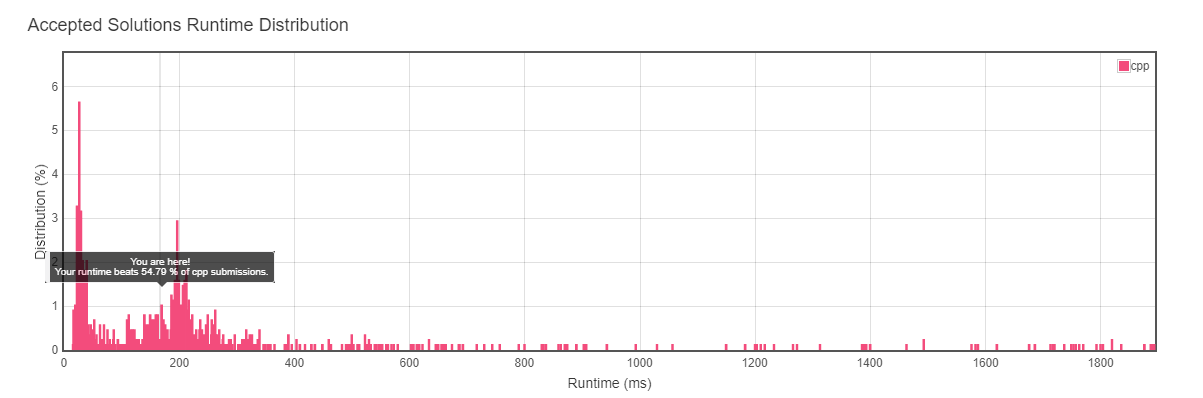 Accepted Solutions Runtime Distribution
cpp
6
5
4
3
2
1
0
Distribution (%)
You are here!
Your runtime beats 54.79 % of cpp submissions.
0 200 400 600 800 1000 1200 1400 1600 1800
Runtime (ms)